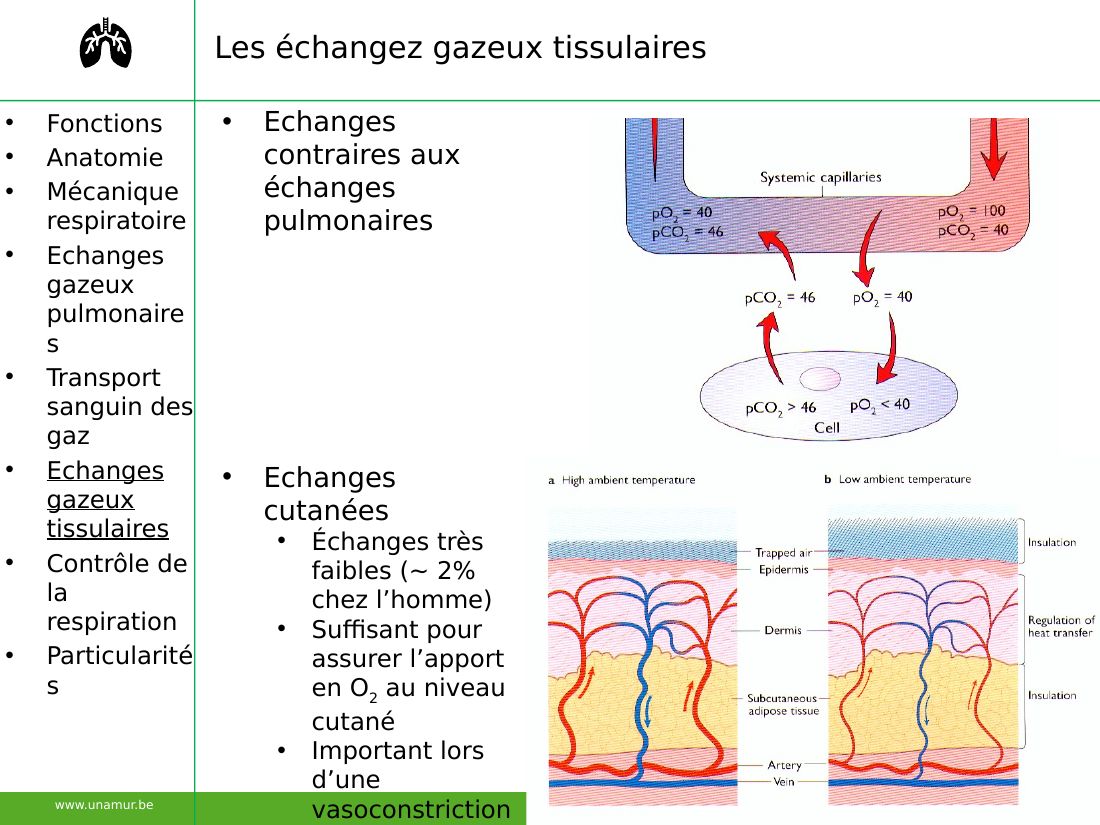 Les échangez gazeux tissulaires
• Fonctions
• Anatomie
• Mécanique
respiratoire
• Echanges
gazeux
pulmonaire
s
• Transport
sanguin des
gaz
• Echanges
gazeux
tissulaires
• Contrôle de
la
respiration
• Particularité
s
www.unamur.be
• Echanges
contraires aux
échanges
pulmonaires
Systemic capillaries
pO2 = 40
pCO2 = 46
pO2 = 100
pCO2 = 40
pCO2 = 46
pO2 = 40
pCO2 > 46
pO2 < 40
Cell
• Echanges
cutanées
• Échanges très
faibles (~ 2%
chez l’homme)
• Suffisant pour
assurer l’apport
en O2 au niveau
cutané
• Important lors
d’une
vasoconstriction
a High ambient temperature
b Low ambient temperature
Trapped air
Epidermis
Dermis
Subcutaneous
adipose tissue
Artery
Vein
Insulation
Regulation of
heat transfer
Insulation